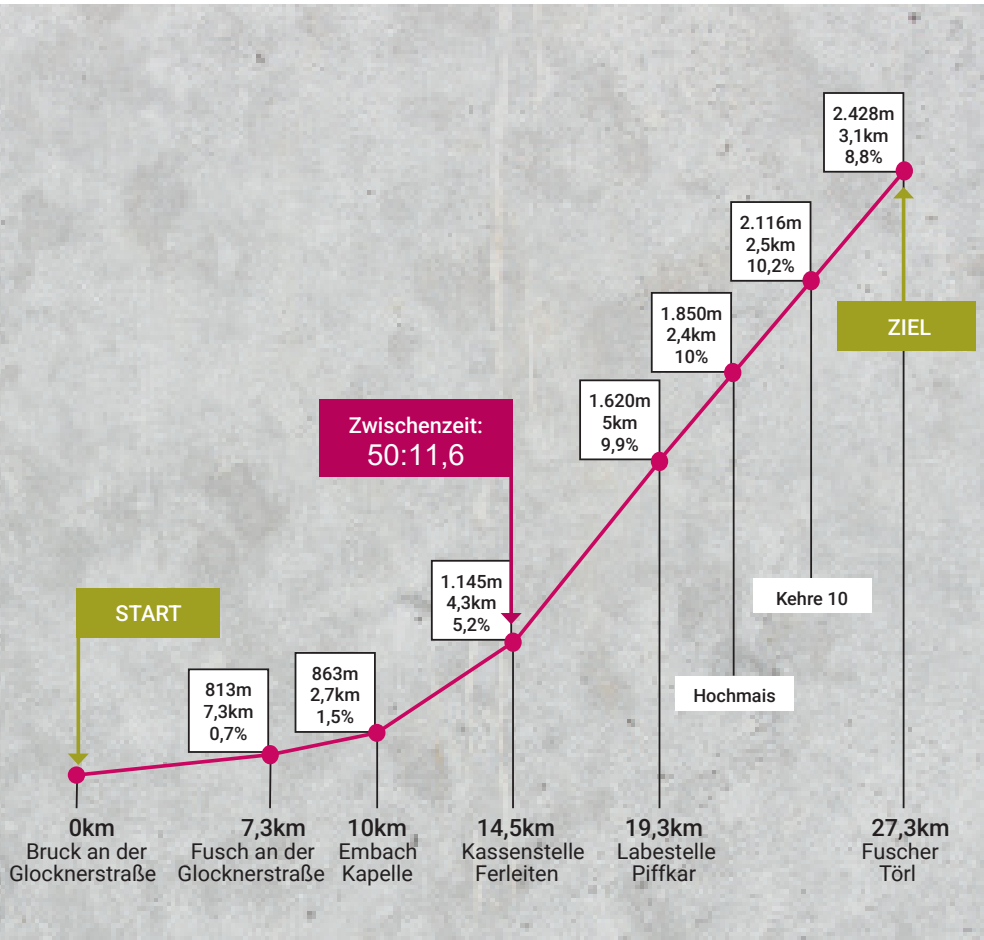 2.428m
3,1km
8,8%
2.116m
2,5km
10,2%
ZIEL
1.850m
2,4km
10%
1.620m
5km
9,9%
Zwischenzeit:
50:11,6
1.145m
4,3km
5,2%
Kehre 10
START
863m
2,7km
1,5%
813m
7,3km
0,7%
Hochmais
0km
Bruck an der
Glocknerstraße
7,3km
Fusch an der
Glocknerstraße
10km
Embach
Kapelle
14,5km
Kassenstelle
Ferleiten
19,3km
Labestelle
Piffkar
27,3km
Fuscher
Törl